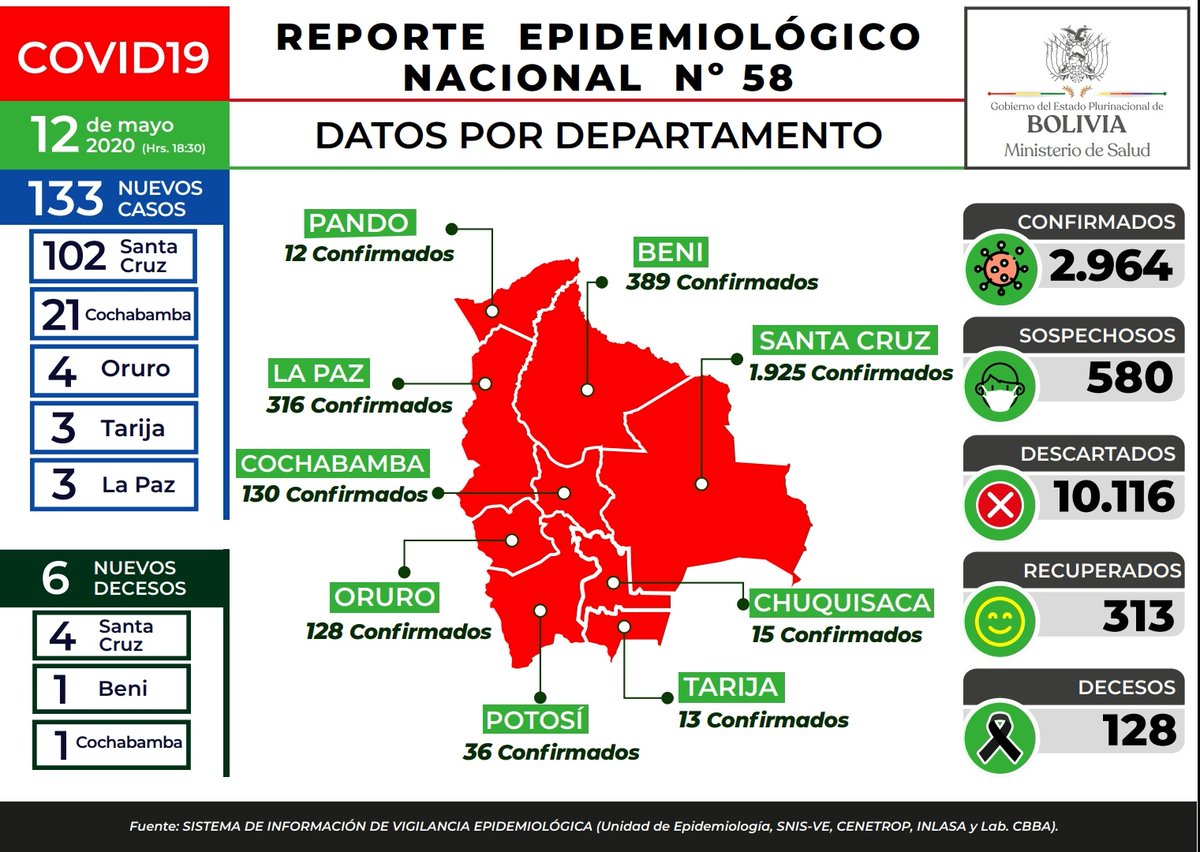 COVID19
REPORTE EPIDEMIOLÓGICO
NACIONAL Nº 58
12 de mayo
2020 (Hrs. 18:30)
DATOS POR DEPARTAMENTO
Gobierno del Estado Plurinacional de
BOLIVIA
Ministerio de Salud
133 NUEVOS
CASOS
102 Santa
Cruz
21 Cochabamba
4 Oruro
3 Tarija
3 La Paz
6 NUEVOS
DECESOS
4 Santa
Cruz
1 Beni
1 Cochabamba
PANDO
12 Confirmados
BENI
389 Confirmados
SANTA CRUZ
1.925 Confirmados
LA PAZ
316 Confirmados
COCHABAMBA
130 Confirmados
ORURO
128 Confirmados
CHUQUISACA
15 Confirmados
TARIJA
13 Confirmados
POTOSÍ
36 Confirmados
CONFIRMADOS
2.964
SOSPECHOSOS
580
DESCARTADOS
10.116
RECUPERADOS
313
DECESOS
128
Fuente: SISTEMA DE INFORMACIÓN DE VIGILANCIA EPIDEMIOLÓGICA (Unidad de Epidemiología, SNIS-VE, CENETROP, INLASA y Lab. CBBA).